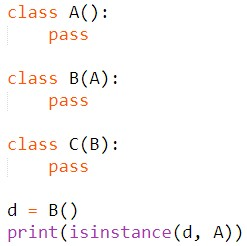 class A():
    pass
class B(A):
    pass
class C(B):
    pass
d = B()
print(isinstance(d, A))